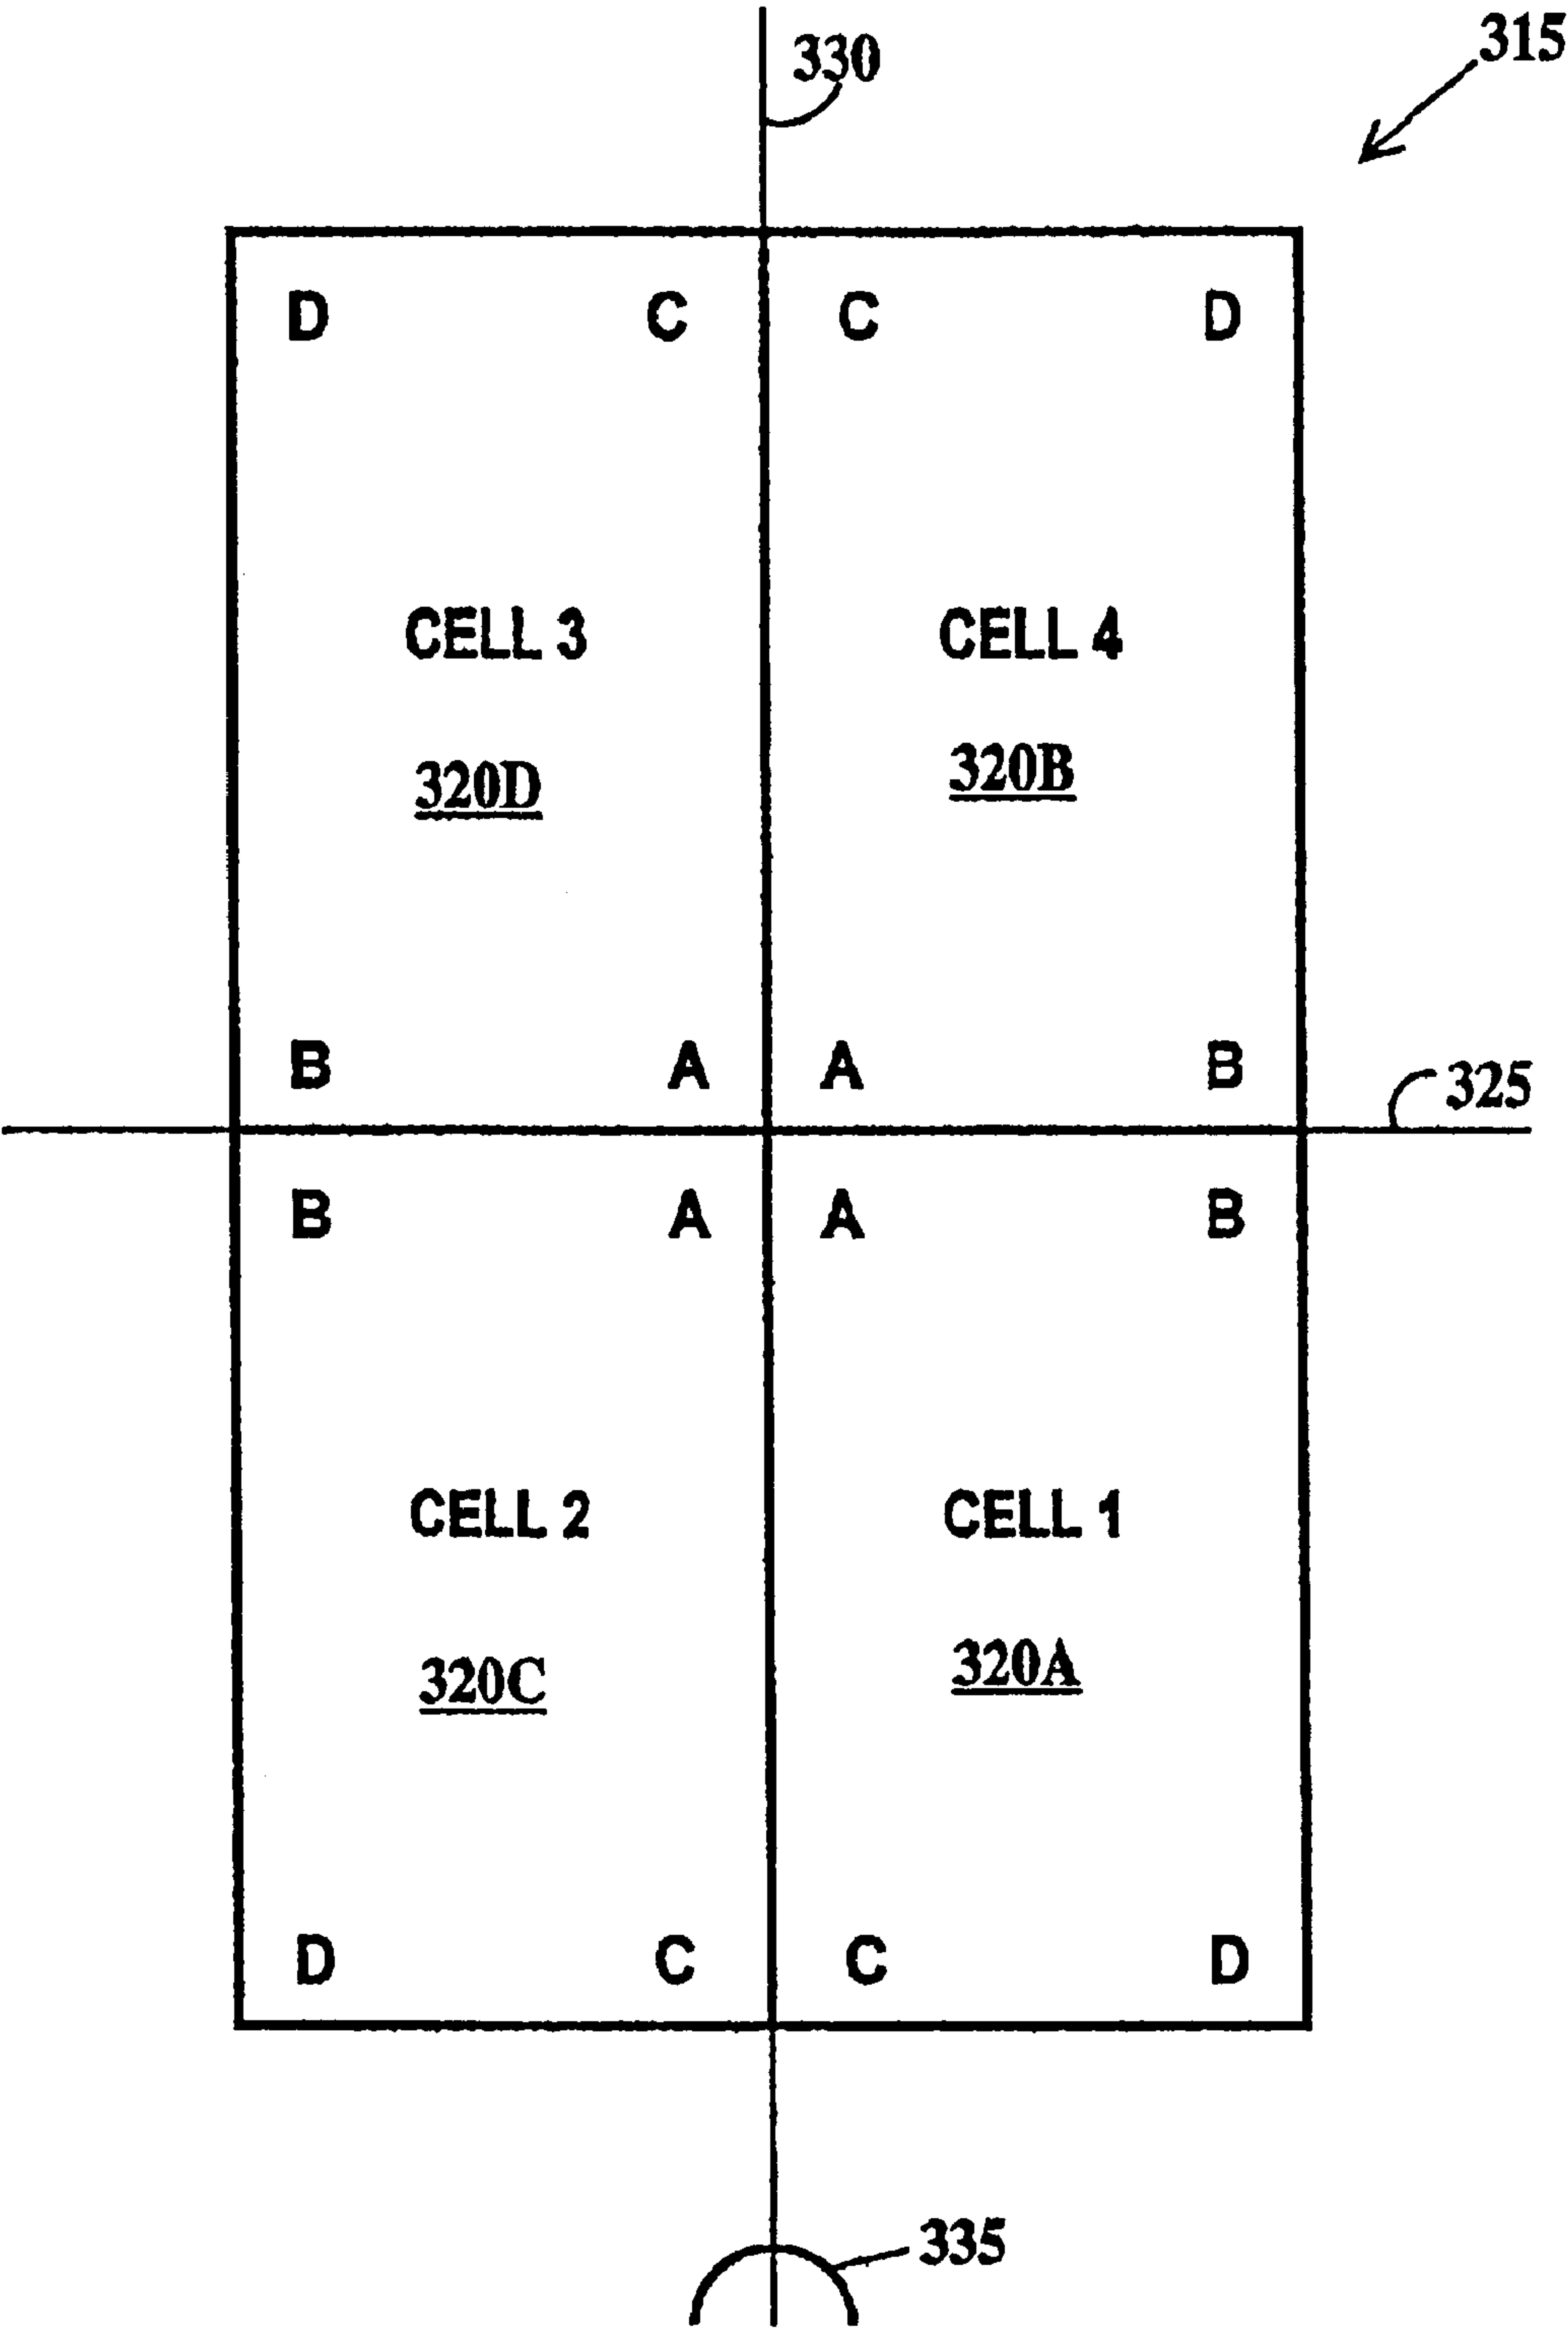 315
330
D C C D
CELL 3 CELL 4
320D 320B
B A A B
325
B A A B
CELL 2 CELL 1
320C 320A
D C C D
335